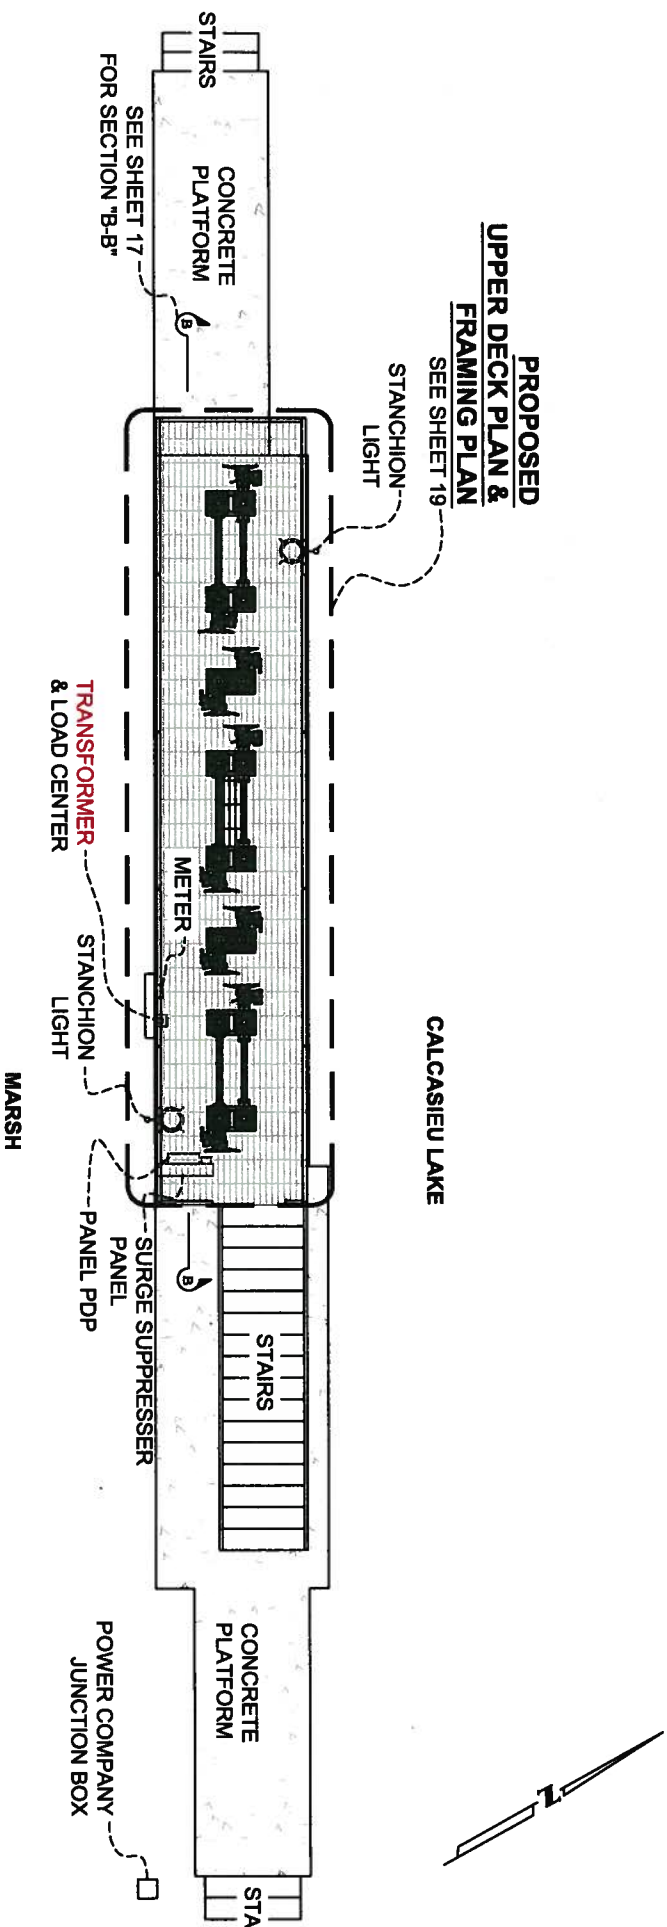 PROPOSED
UPPER DECK PLAN &
FRAMING PLAN
SEE SHEET 19
STANCHION
LIGHT
CALCASIEU LAKE
STAIRS
CONCRETE
PLATFORM
SEE SHEET 17
FOR SECTION "B-B"
B
METER
TRANSFORMER
& LOAD CENTER
STANCHION
LIGHT
B
STAIRS
SURGE SUPPRESSER
PANEL
PANEL PDP
MARSH
CONCRETE
PLATFORM
STA
POWER COMPANY
JUNCTION BOX
Z